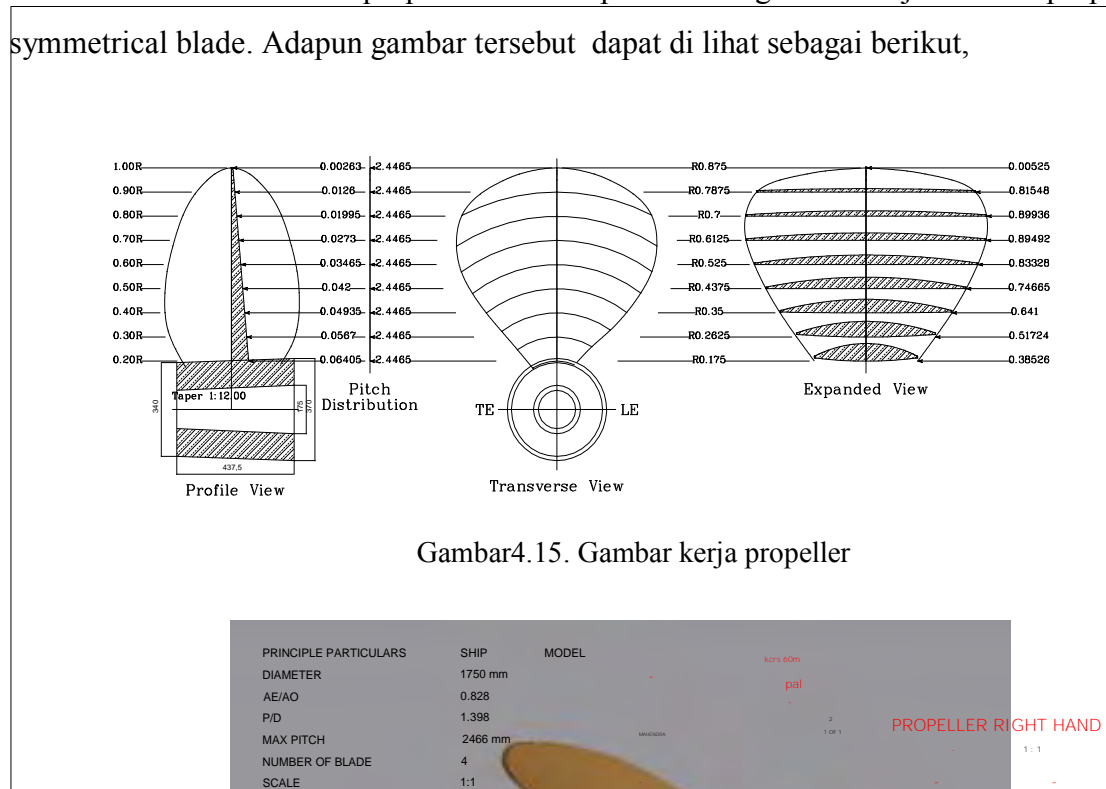 symmetrical blade. Adapun gambar tersebut dapat di lihat sebagai berikut,
1.00R 0.00263 2.4465 R0.875 0.00525
0.90R 0.0126 2.4465 R0.7875 0.81548
0.80R 0.01995 2.4465 R0.7 0.89936
0.70R 0.0273 2.4465 R0.6125 0.89492
0.60R 0.03465 2.4465 R0.525 0.83328
0.50R 0.042 2.4465 R0.4375 0.74665
0.40R 0.04935 2.4465 R0.35 0.641
0.30R 0.0567 2.4465 R0.2625 0.51724
0.20R 0.06405 2.4465 R0.175 0.38526
Taper 1:12.00
340
175
370
437,5
Pitch
Distribution
TE
LE
Expanded View
Profile View
Transverse View
Gambar4.15. Gambar kerja propeller
PRINCIPLE PARTICULARS SHIP MODEL
DIAMETER 1750 mm
AE/AO 0.828
P/D 1.398
MAX PITCH 2466 mm
NUMBER OF BLADE 4
SCALE 1:1
kcrs 60m
pal
2
1 OF 1
PROPELLER RIGHT HAND
1 : 1